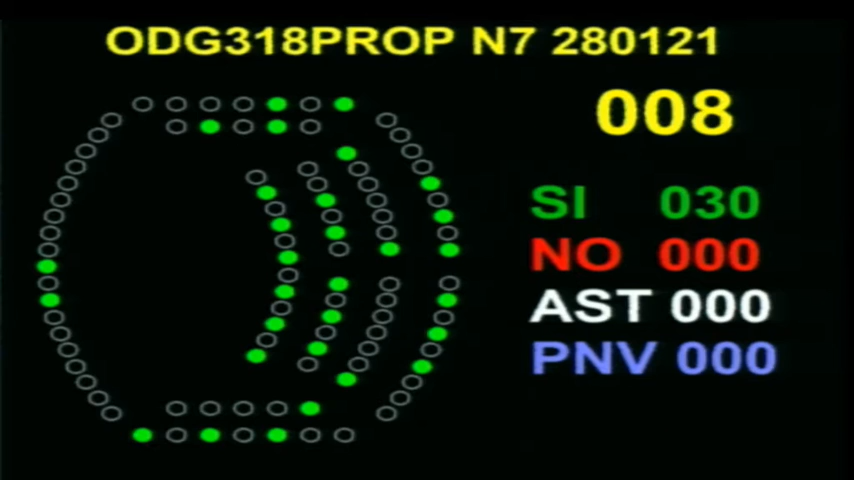 ODG318PROP N7 280121
008
SI 030
NO 000
AST 000
PNV 000